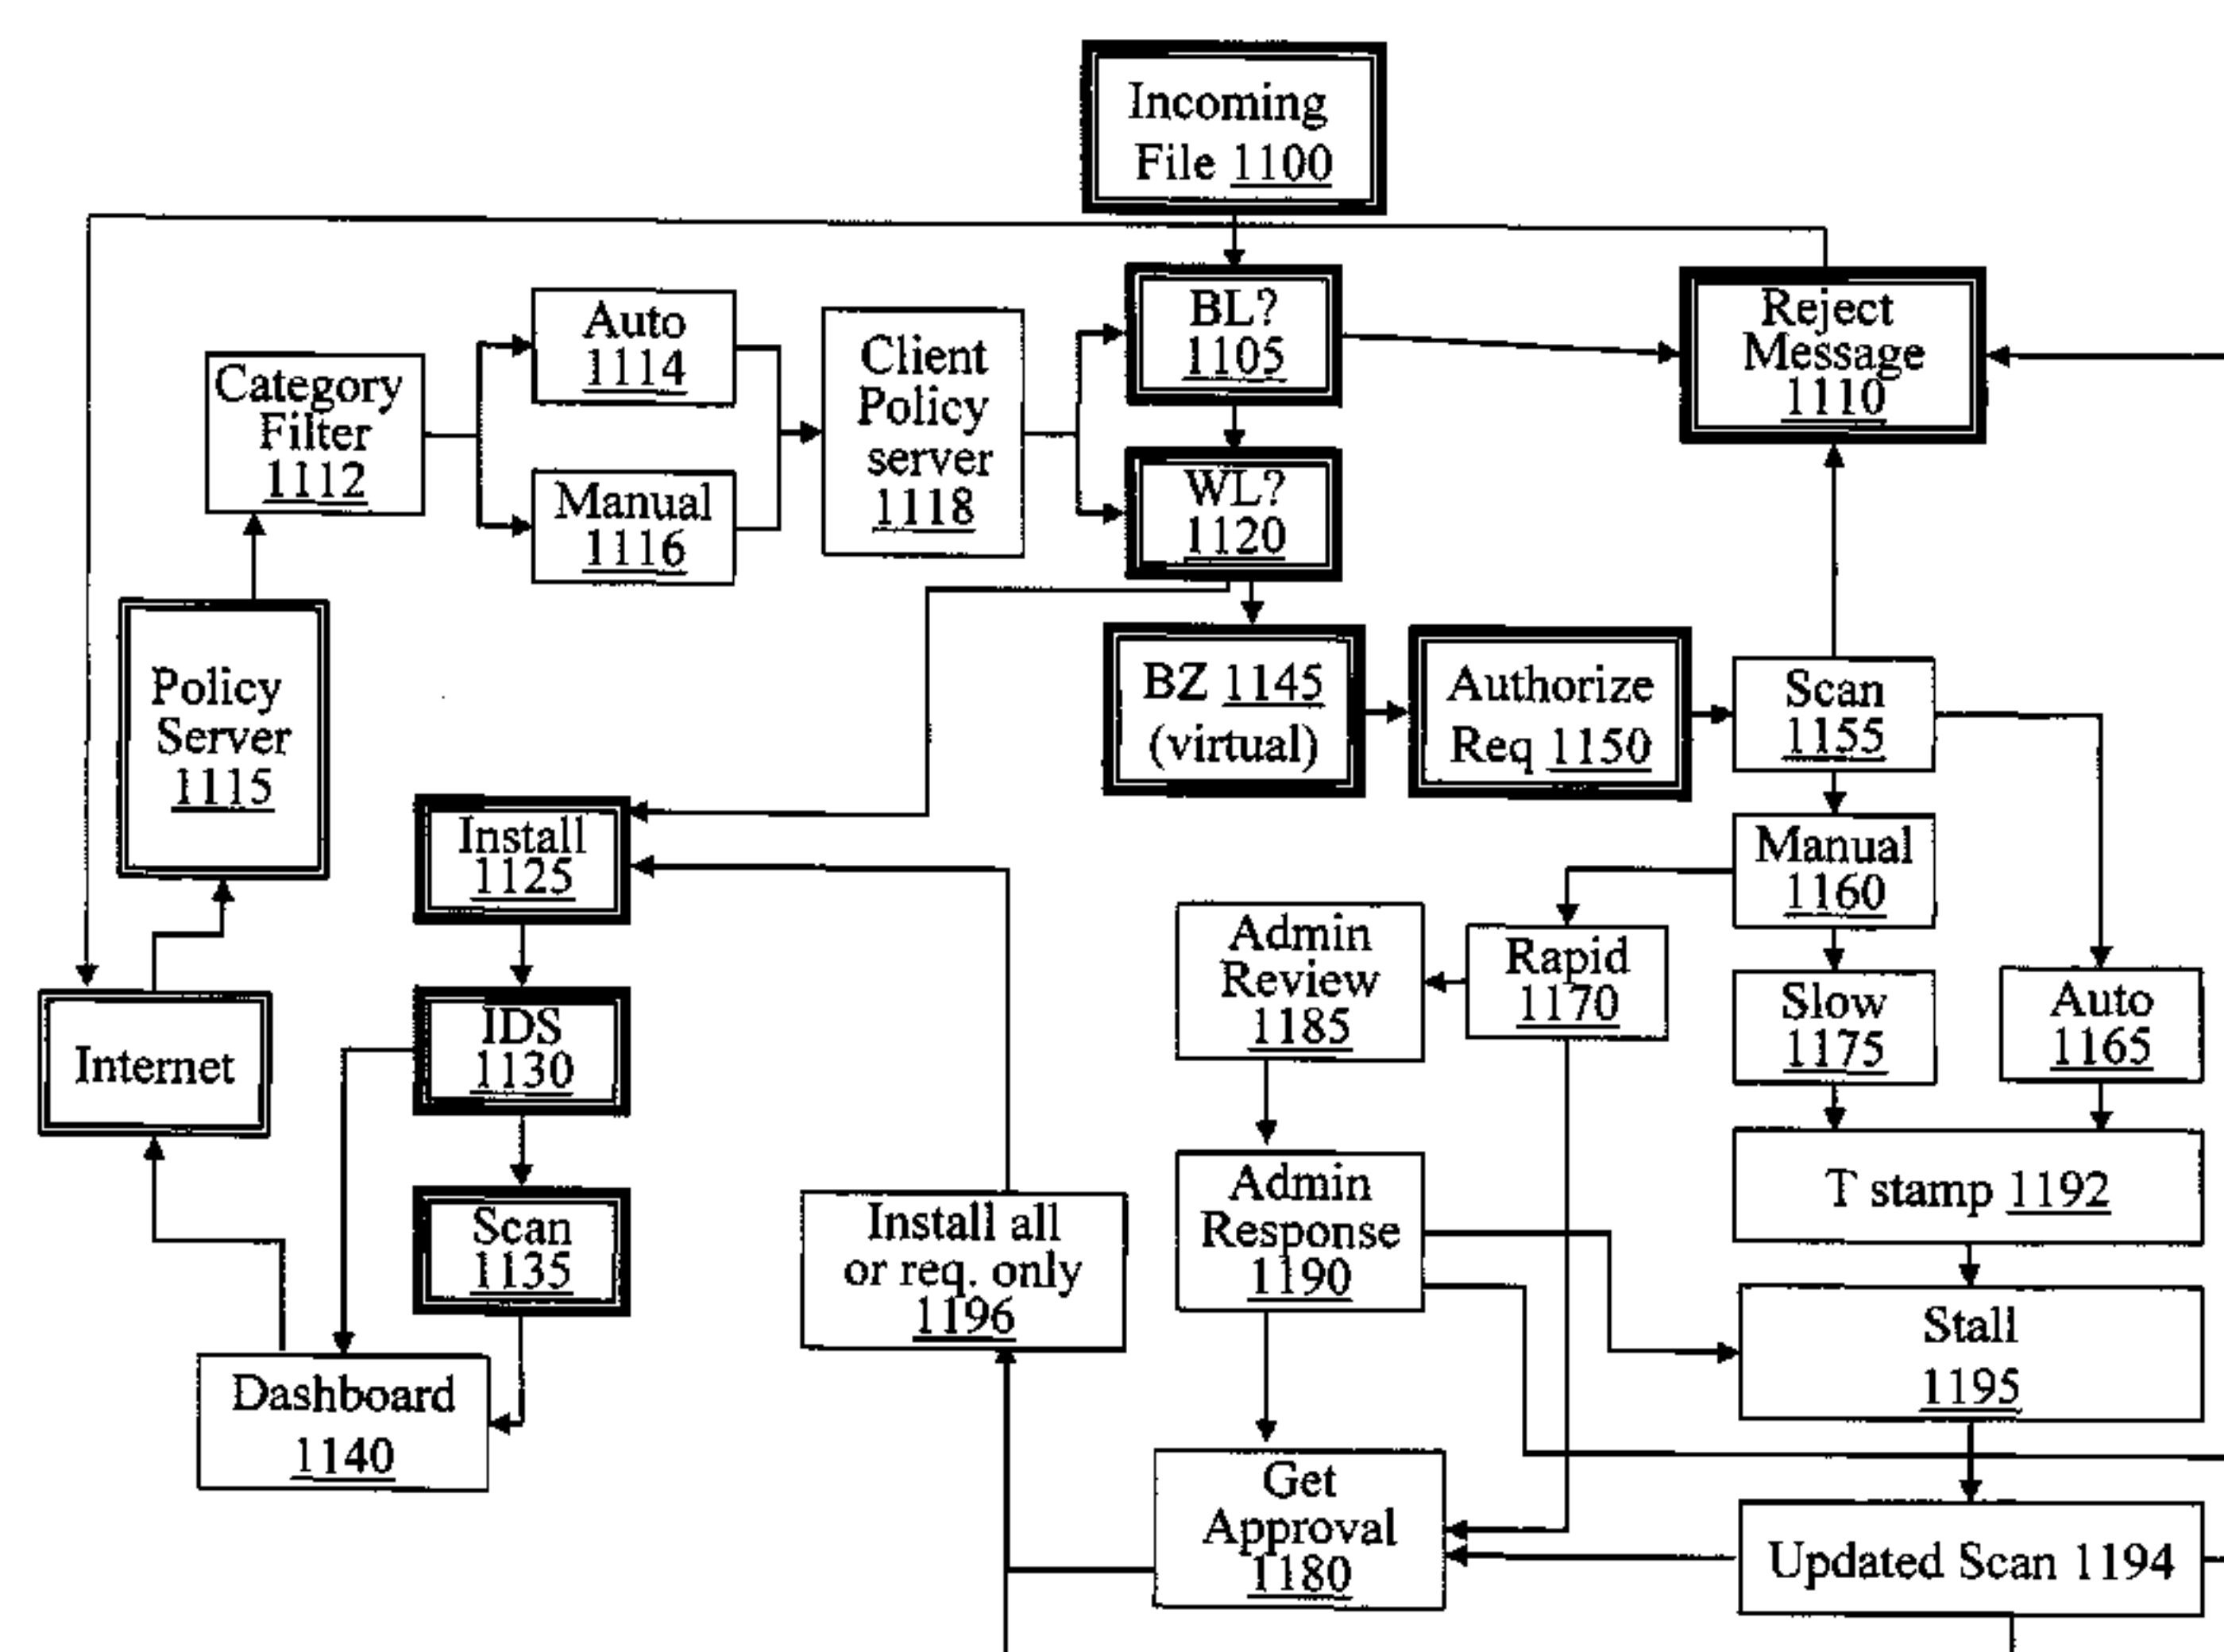 Incoming
File 1100
Auto
1114
Client
Policy
server
1118
BL?
1105
Reject
Message
1110
Category
Filter
1112
Manual
1116
WL?
1120
Policy
Server
1115
BZ 1145
(virtual)
Authorize
Req 1150
Scan
1155
Install
1125
Manual
1160
Admin
Review
1185
Rapid
1170
Slow
1175
Auto
1165
Internet
IDS
1130
Scan
1135
Install all
or req. only
1196
Admin
Response
1190
T stamp 1192
Stall
1195
Dashboard
1140
Get
Approval
1180
Updated Scan 1194